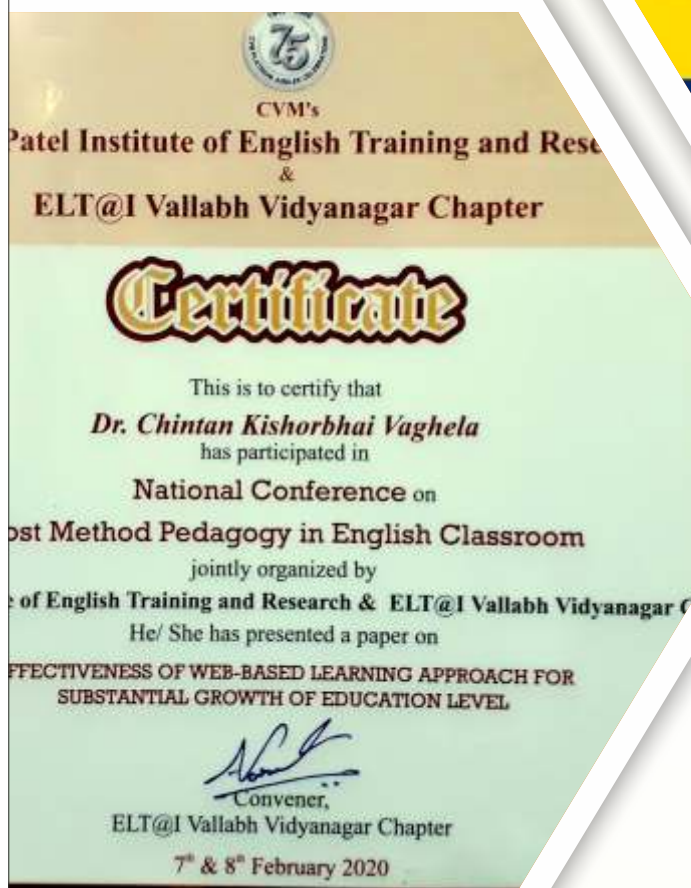 75
CVM's
Patel Institute of English Training and
&
ELT@I Vallabh Vidyanagar Chapter
Certificate
This is to certify that
Dr. Chintan Kishorbhai Vaghela
has participated in
National Conference on
Method Pedagogy in English Classroom
jointly organized by
of English Training and Research & ELT@I Vallabh Vidyanagar
He/ She has presented a paper on
OF WEB-BASED LEARNING APPROACH FOR
SUBSTANTIAL GROWTH OF EDUCATION LEVEL
Convener,
ELT@I Vallabh Vidyanagar Chapter
7th & 8th February 2020